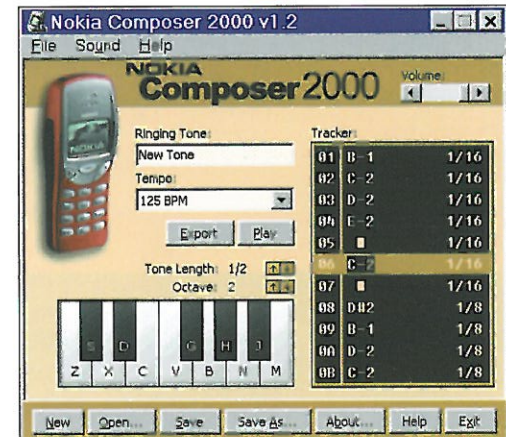 Nokia Composer 2000 v1.2
File Sound Help
NOKIA
Composer 2000
Volume:
NOKIA
Ringing Tone:
New Tone
Tempo:
125 BPM
Export Play
Tone Length: 1/2
Octave: 2
S D G H J
Z X C V B N M
Tracker:
01 B-1 1/16
02 C-2 1/16
03 D-2 1/16
04 E-2 1/16
05 1/16
06 C-2 1/16
07 1/16
08 D#2 1/8
09 B-1 1/8
0A D-2 1/8
0B C-2 1/8
New Open... Save Save As... About... Help Exit